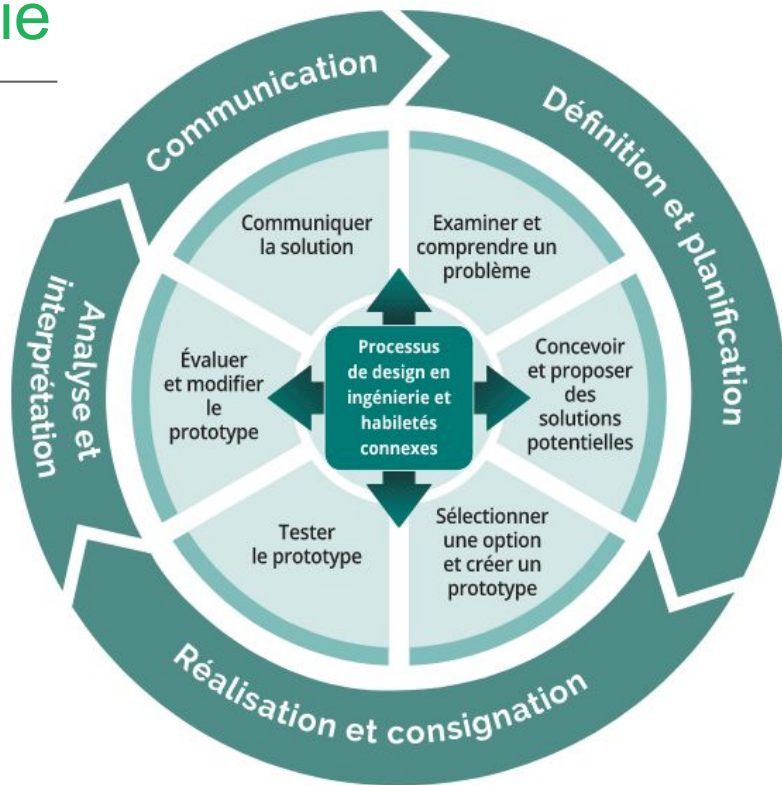 Communication
Définition et planification
Communiquer
la solution
Examiner et
comprendre un
problème
Analyse et
interprétation
Évaluer
et modifier
le
prototype
Processus
de design en
ingénierie et
habiletés
connexes
Concevoir
et proposer
des
solutions
potentielles
Tester
le prototype
Sélectionner
une option
et créer un
prototype
Réalisation et consignation